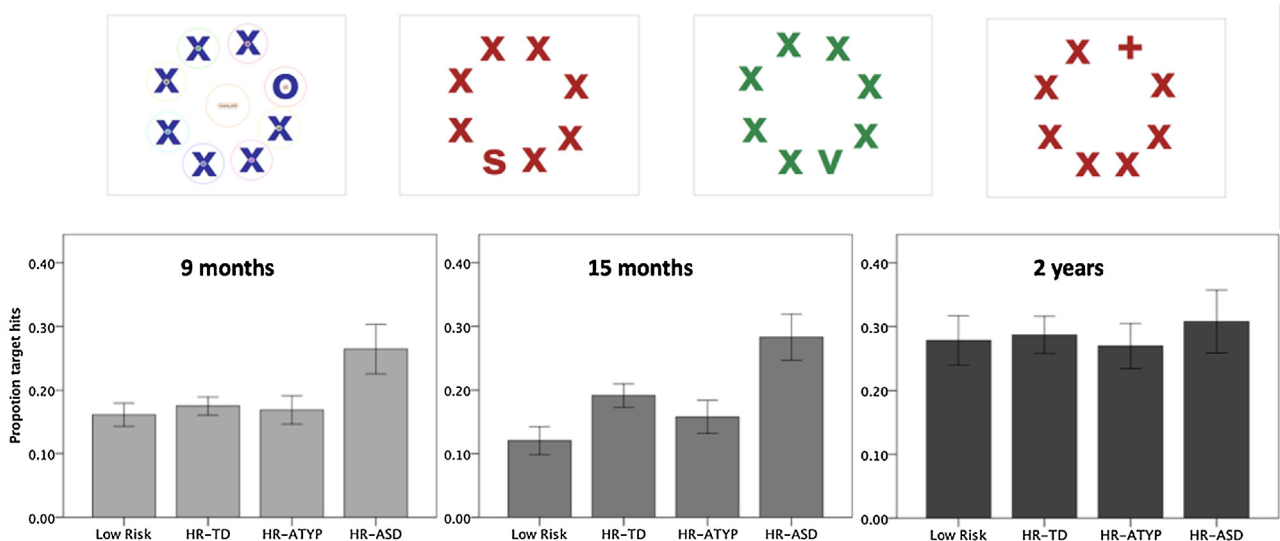 X X X O X X X X
X X X X X S X X
X X X X X X V X
X + X X X X X X
9 months
15 months
2 years
Propotion target hits
0.40
0.30
0.20
0.10
0.00
0.40
0.30
0.20
0.10
0.00
0.40
0.30
0.20
0.10
0.00
Low Risk HR-TD HR-ATYP HR-ASD
Low Risk HR-TD HR-ATYP HR-ASD
Low Risk HR-TD HR-ATYP HR-ASD